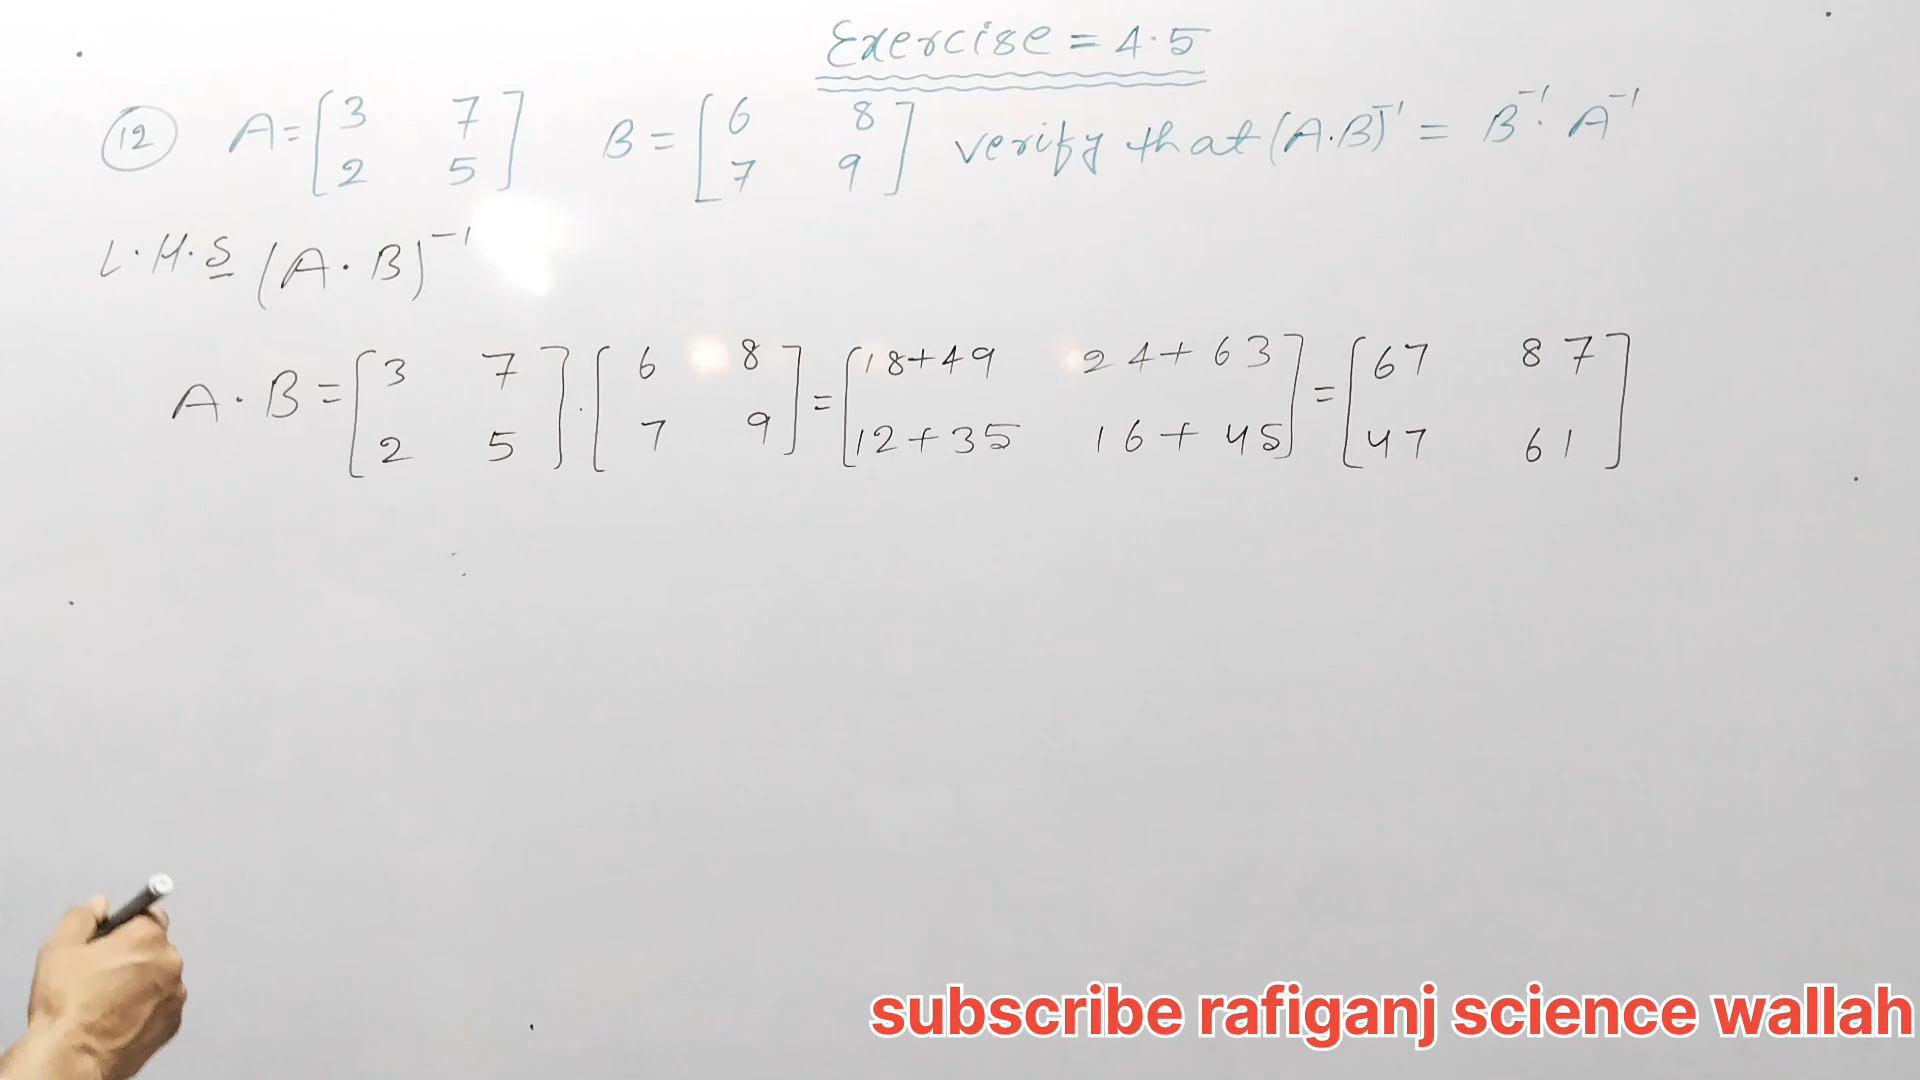 Exercise = 4.5
12 A = [3 7 2 5] B = [6 8 7 9] verify that (A.B)⁻¹ = B⁻¹. A⁻¹
L.H.S (A.B)⁻¹
A.B = [3 7 2 5] . [6 8 7 9] = [18+49 24+63 12+35 16+45] = [67 87 47 61]
subscribe rafiganj science wallah